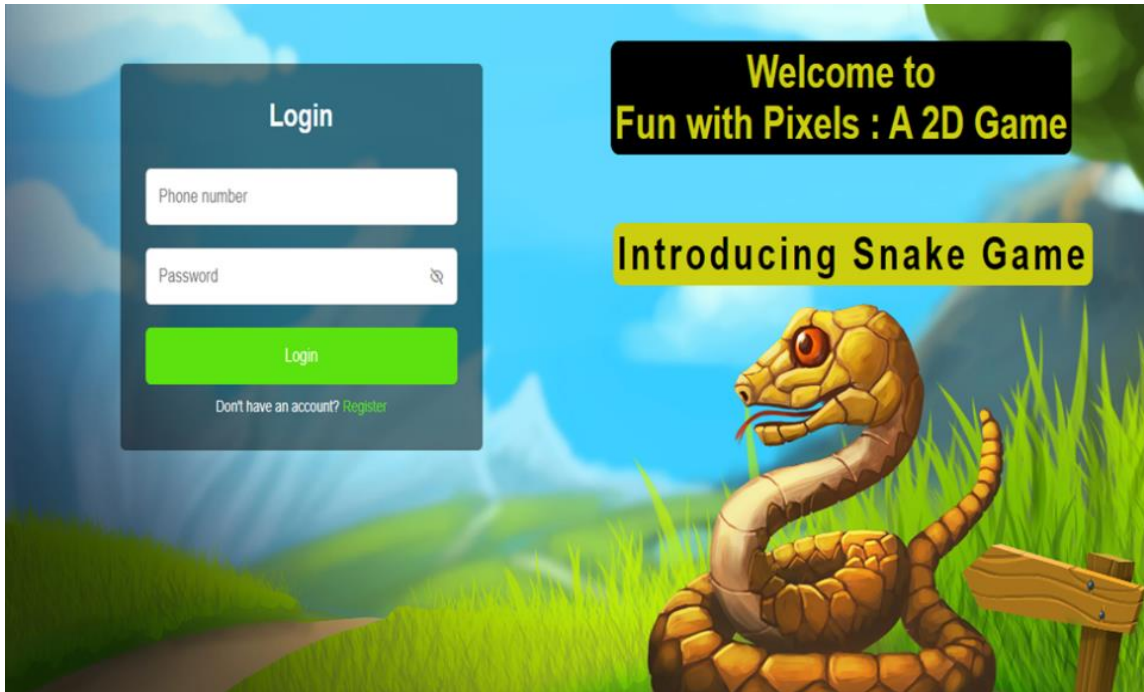 Login
Phone number
Password
Login
Don't have an account? Register
Welcome to
Fun with Pixels : A 2D Game
Introducing Snake Game